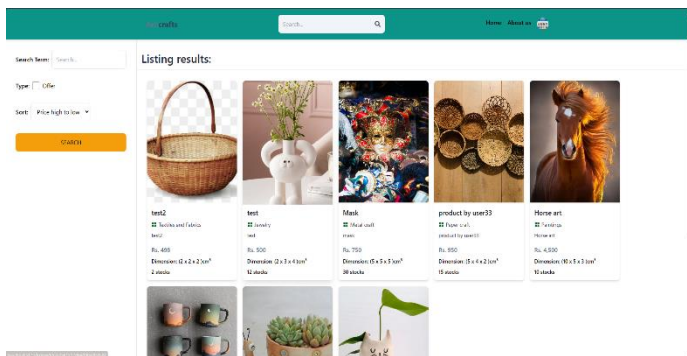 crafts
Search...
Home About us
Search Term: Search...
Type: Offer
Sort: Price high to low
SEARCH
Listing results:
test2
Textiles and Fabrics
test2
Rs. 498
Dimension: (2 x 2 x 2 )cm³
2 stocks
test
Jewelry
test
Rs. 500
Dimension: (2 x 3 x 4 )cm³
12 stocks
Mask
Metal craft
mask
Rs. 750
Dimension: (5 x 5 x 5 )cm³
30 stocks
product by user33
Paper craft
product by user33
Rs. 950
Dimension: (5 x 4 x 2 )cm³
15 stocks
Horse art
Paintings
Horse art
Rs. 4,500
Dimension: (10 x 5 x 3 )cm³
10 stocks